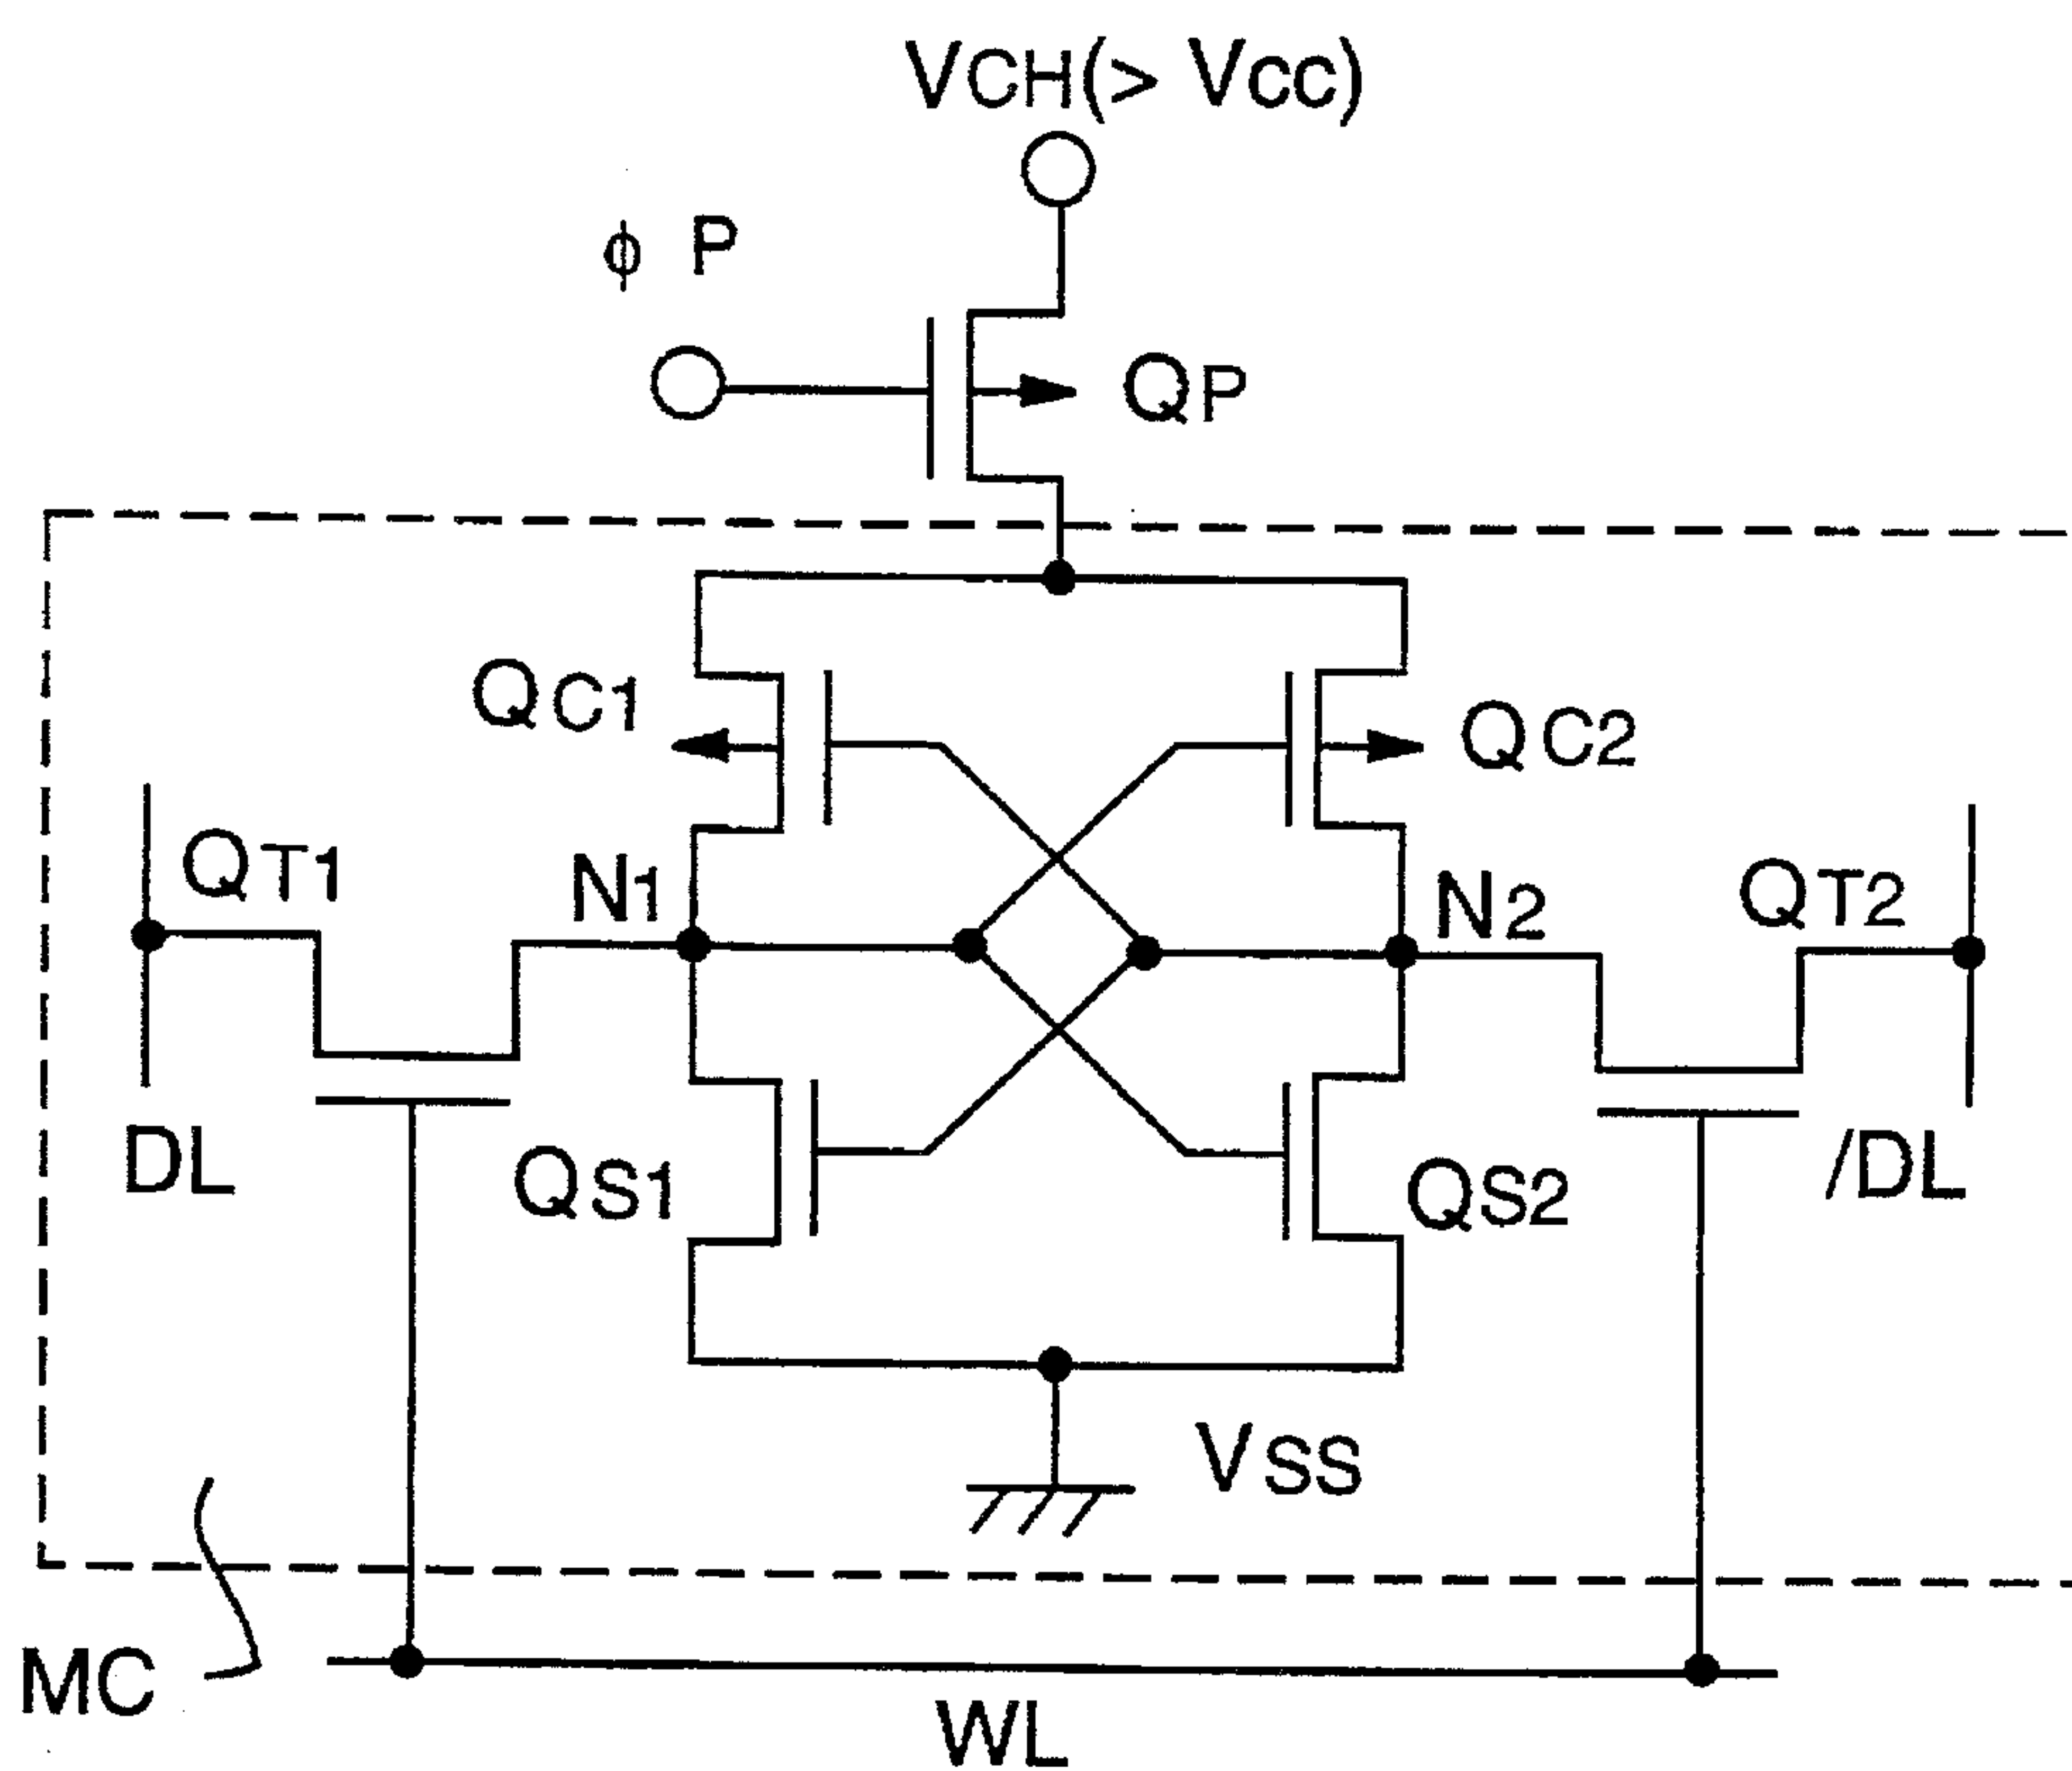 VCH(> VCC)
ϕ P
QP
QC1
QC2
QT1
N1
N2
QT2
DL
QS1
QS2
/DL
VSS
MC
WL